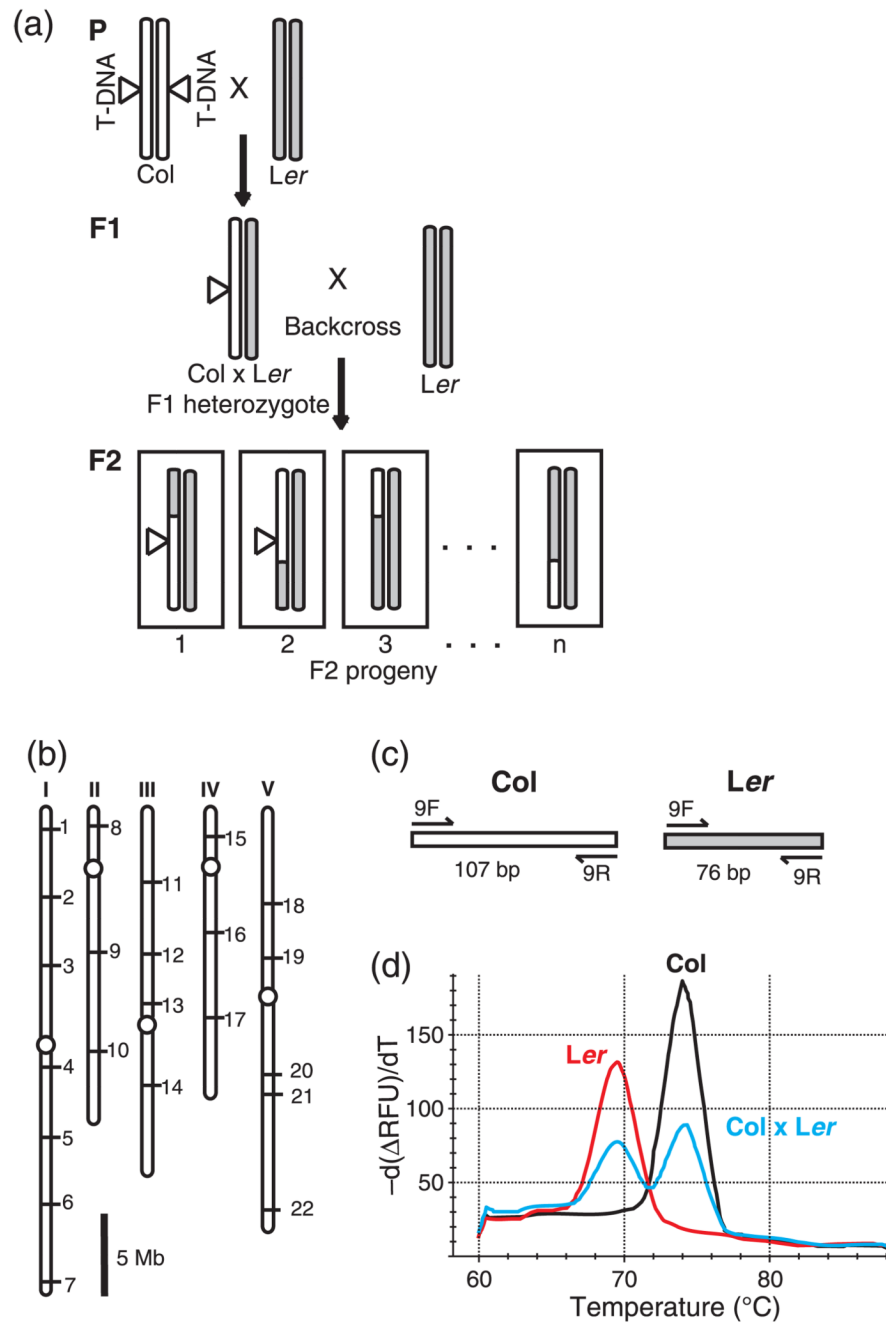 (a)
P
T-DNA
T-DNA
X
Col
Ler
F1
X
Backcross
Col x Ler
F1 heterozygote
Ler
F2
. . .
1
2
3
. . .
n
F2 progeny
(b)
I
II
III
IV
V
1
2
3
4
5
6
7
8
9
10
11
12
13
14
15
16
17
18
19
20
21
22
5 Mb
(c)
Col
Ler
9F
107 bp
9R
9F
76 bp
9R
(d)
Col
Ler
Col x Ler
–d(ΔRFU)/dT
150
100
50
60
70
80
Temperature (°C)